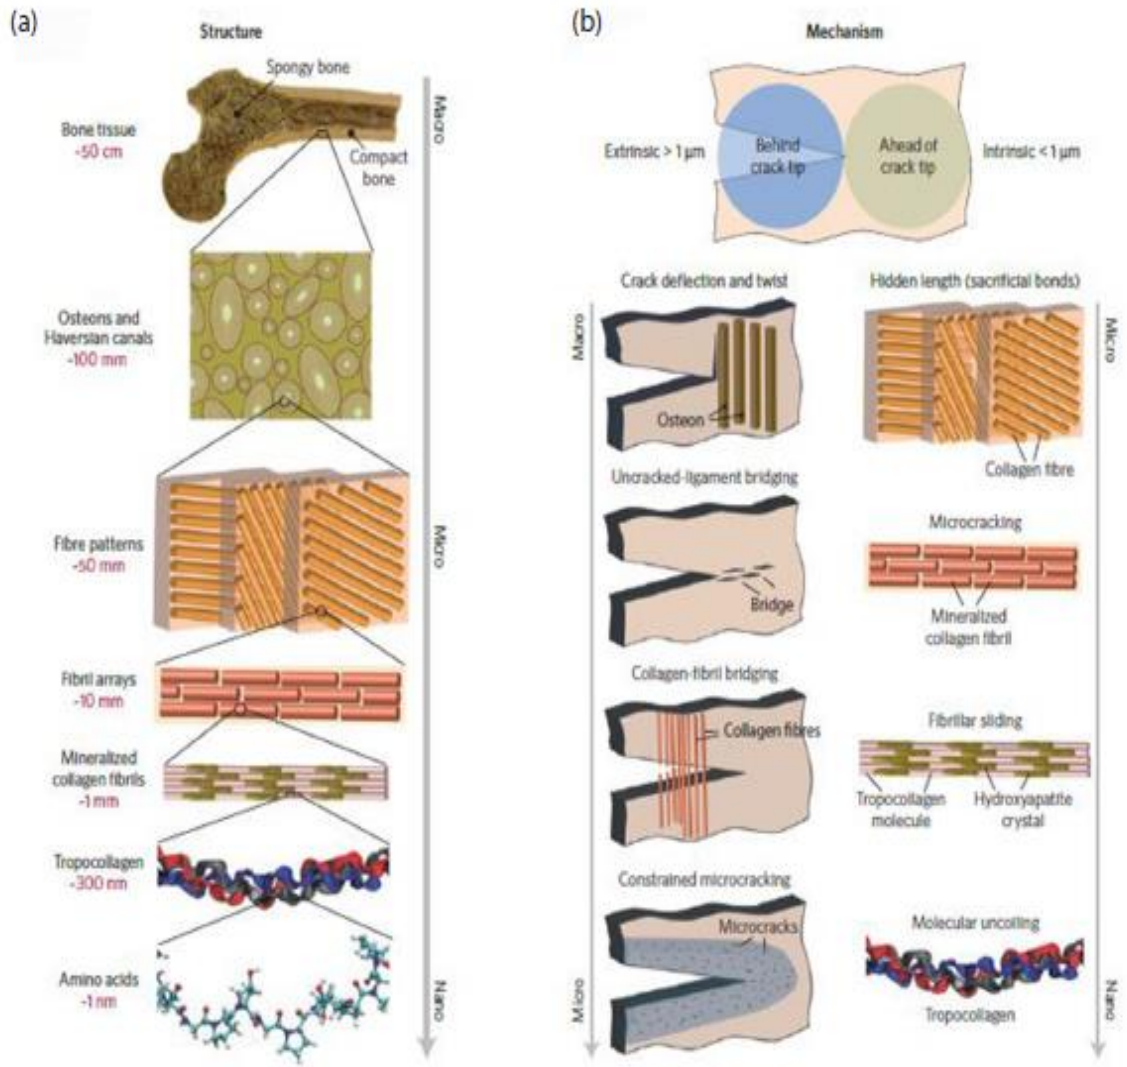 (a)
Structure
Spongy bone
Bone tissue
~50 cm
Compact
bone
Macro
Osteons and
Haversian canals
~100 mm
Fibre patterns
~50 mm
Micro
Fibril arrays
~10 mm
Mineralized
collagen fibrils
~1 mm
Tropocollagen
~300 nm
Amino acids
~1 nm
Nano
(b)
Mechanism
Extrinsic > 1 µm
Behind
crack tip
Ahead of
crack tip
Intrinsic < 1 µm
Crack deflection and twist
Macro
Osteon
Uncracked-ligament bridging
Bridge
Collagen-fibril bridging
Collagen fibres
Constrained microcracking
Microcracks
Micro
Hidden length (sacrificial bonds)
Micro
Collagen fibre
Microcracking
Mineralized
collagen fibril
Fibrillar sliding
Tropocollagen
molecule
Hydroxyapatite
crystal
Molecular uncoiling
Tropocollagen
Nano